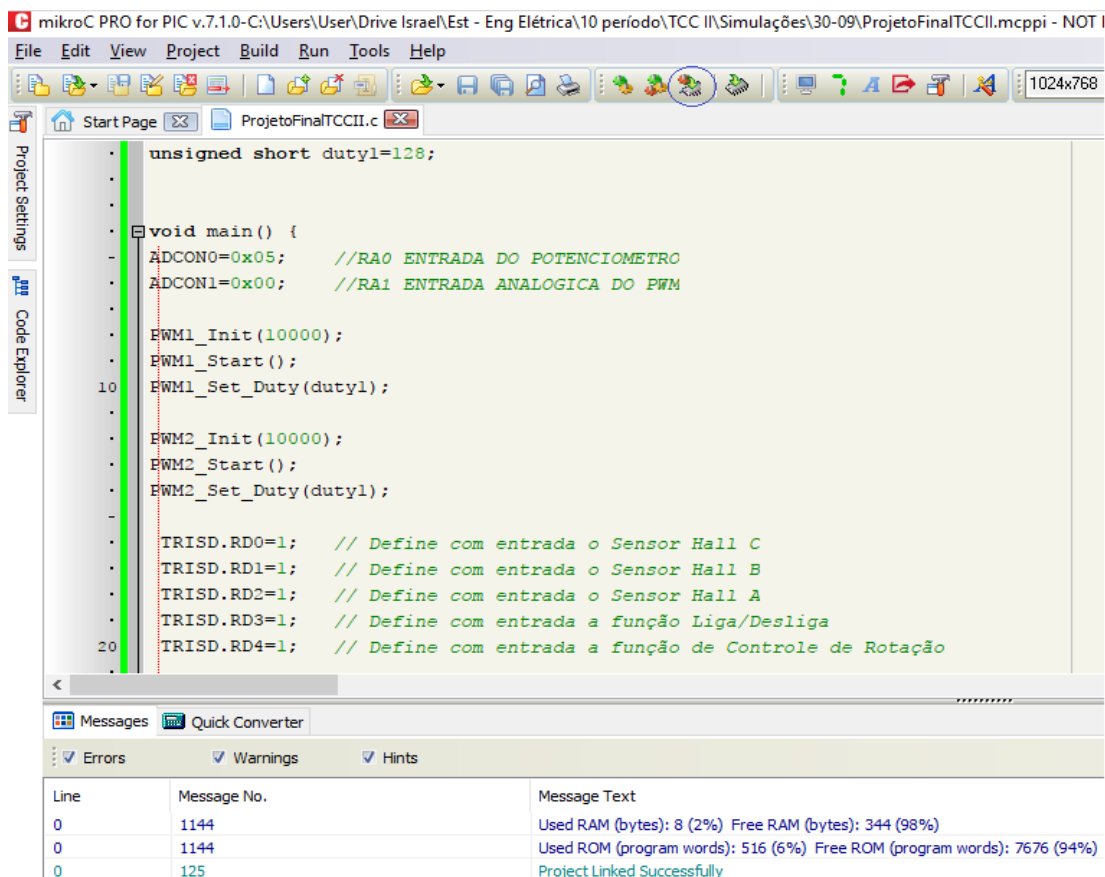 mikroC PRO for PIC v.7.1.0-C:\Users\User\Drive Israel\Est - Eng Elétrica\10 período\TCC II\Simulações\30-09\ProjetoFinalTCCII.mcppi - NOT
File Edit View Project Build Run Tools Help
1024x768
Start Page ProjetoFinalTCCII.c
Project Settings
Code Explorer
unsigned short duty1=128;
void main() {
ADCON0=0x05; //RA0 ENTRADA DO POTENCIOMETRO
ADCON1=0x00; //RA1 ENTRADA ANALOGICA DO PWM
PWM1_Init(10000);
PWM1_Start();
10 PWM1_Set_Duty(duty1);
PWM2_Init(10000);
PWM2_Start();
PWM2_Set_Duty(duty1);
TRISD.RD0=1; // Define com entrada o Sensor Hall C
TRISD.RD1=1; // Define com entrada o Sensor Hall B
TRISD.RD2=1; // Define com entrada o Sensor Hall A
TRISD.RD3=1; // Define com entrada a função Liga/Desliga
20 TRISD.RD4=1; // Define com entrada a função de Controle de Rotação
Messages Quick Converter
Errors Warnings Hints
Line Message No. Message Text
0 1144 Used RAM (bytes): 8 (2%) Free RAM (bytes): 344 (98%)
0 1144 Used ROM (program words): 516 (6%) Free ROM (program words): 7676 (94%)
0 125 Project Linked Successfully